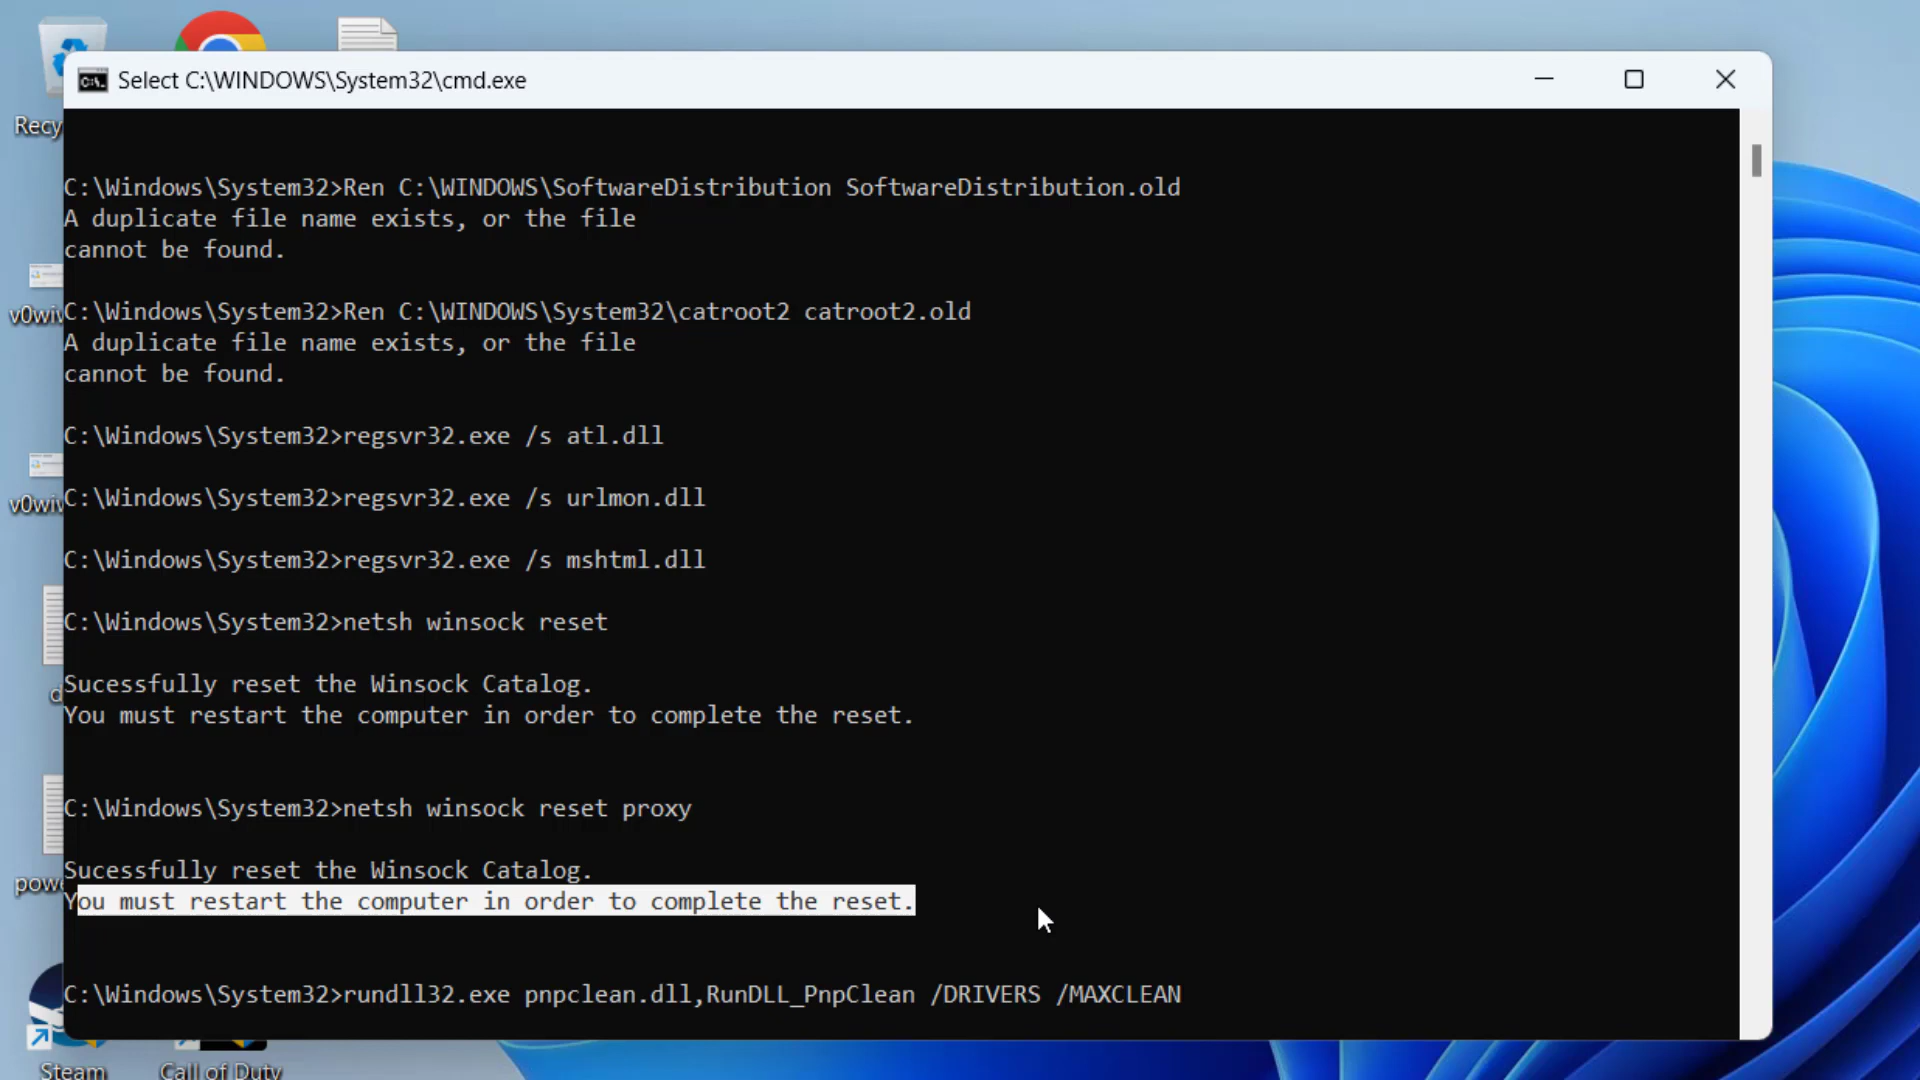 Select C:\WINDOWS\System32\cmd.exe
Recy
C:\Windows\System32>Ren C:\WINDOWS\SoftwareDistribution SoftwareDistribution.old
A duplicate file name exists, or the file
cannot be found.
C:\Windows\System32>Ren C:\WINDOWS\System32\catroot2 catroot2.old
A duplicate file name exists, or the file
cannot be found.
C:\Windows\System32>regsvr32.exe /s atl.dll
C:\Windows\System32>regsvr32.exe /s urlmon.dll
C:\Windows\System32>regsvr32.exe /s mshtml.dll
C:\Windows\System32>netsh winsock reset
Sucessfully reset the Winsock Catalog.
You must restart the computer in order to complete the reset.
C:\Windows\System32>netsh winsock reset proxy
Sucessfully reset the Winsock Catalog.
You must restart the computer in order to complete the reset.
C:\Windows\System32>rundll32.exe pnpclean.dll,RunDLL_PnpClean /DRIVERS /MAXCLEAN
v0wiv
v0wiv
d
powe
Steam
Call of Duty